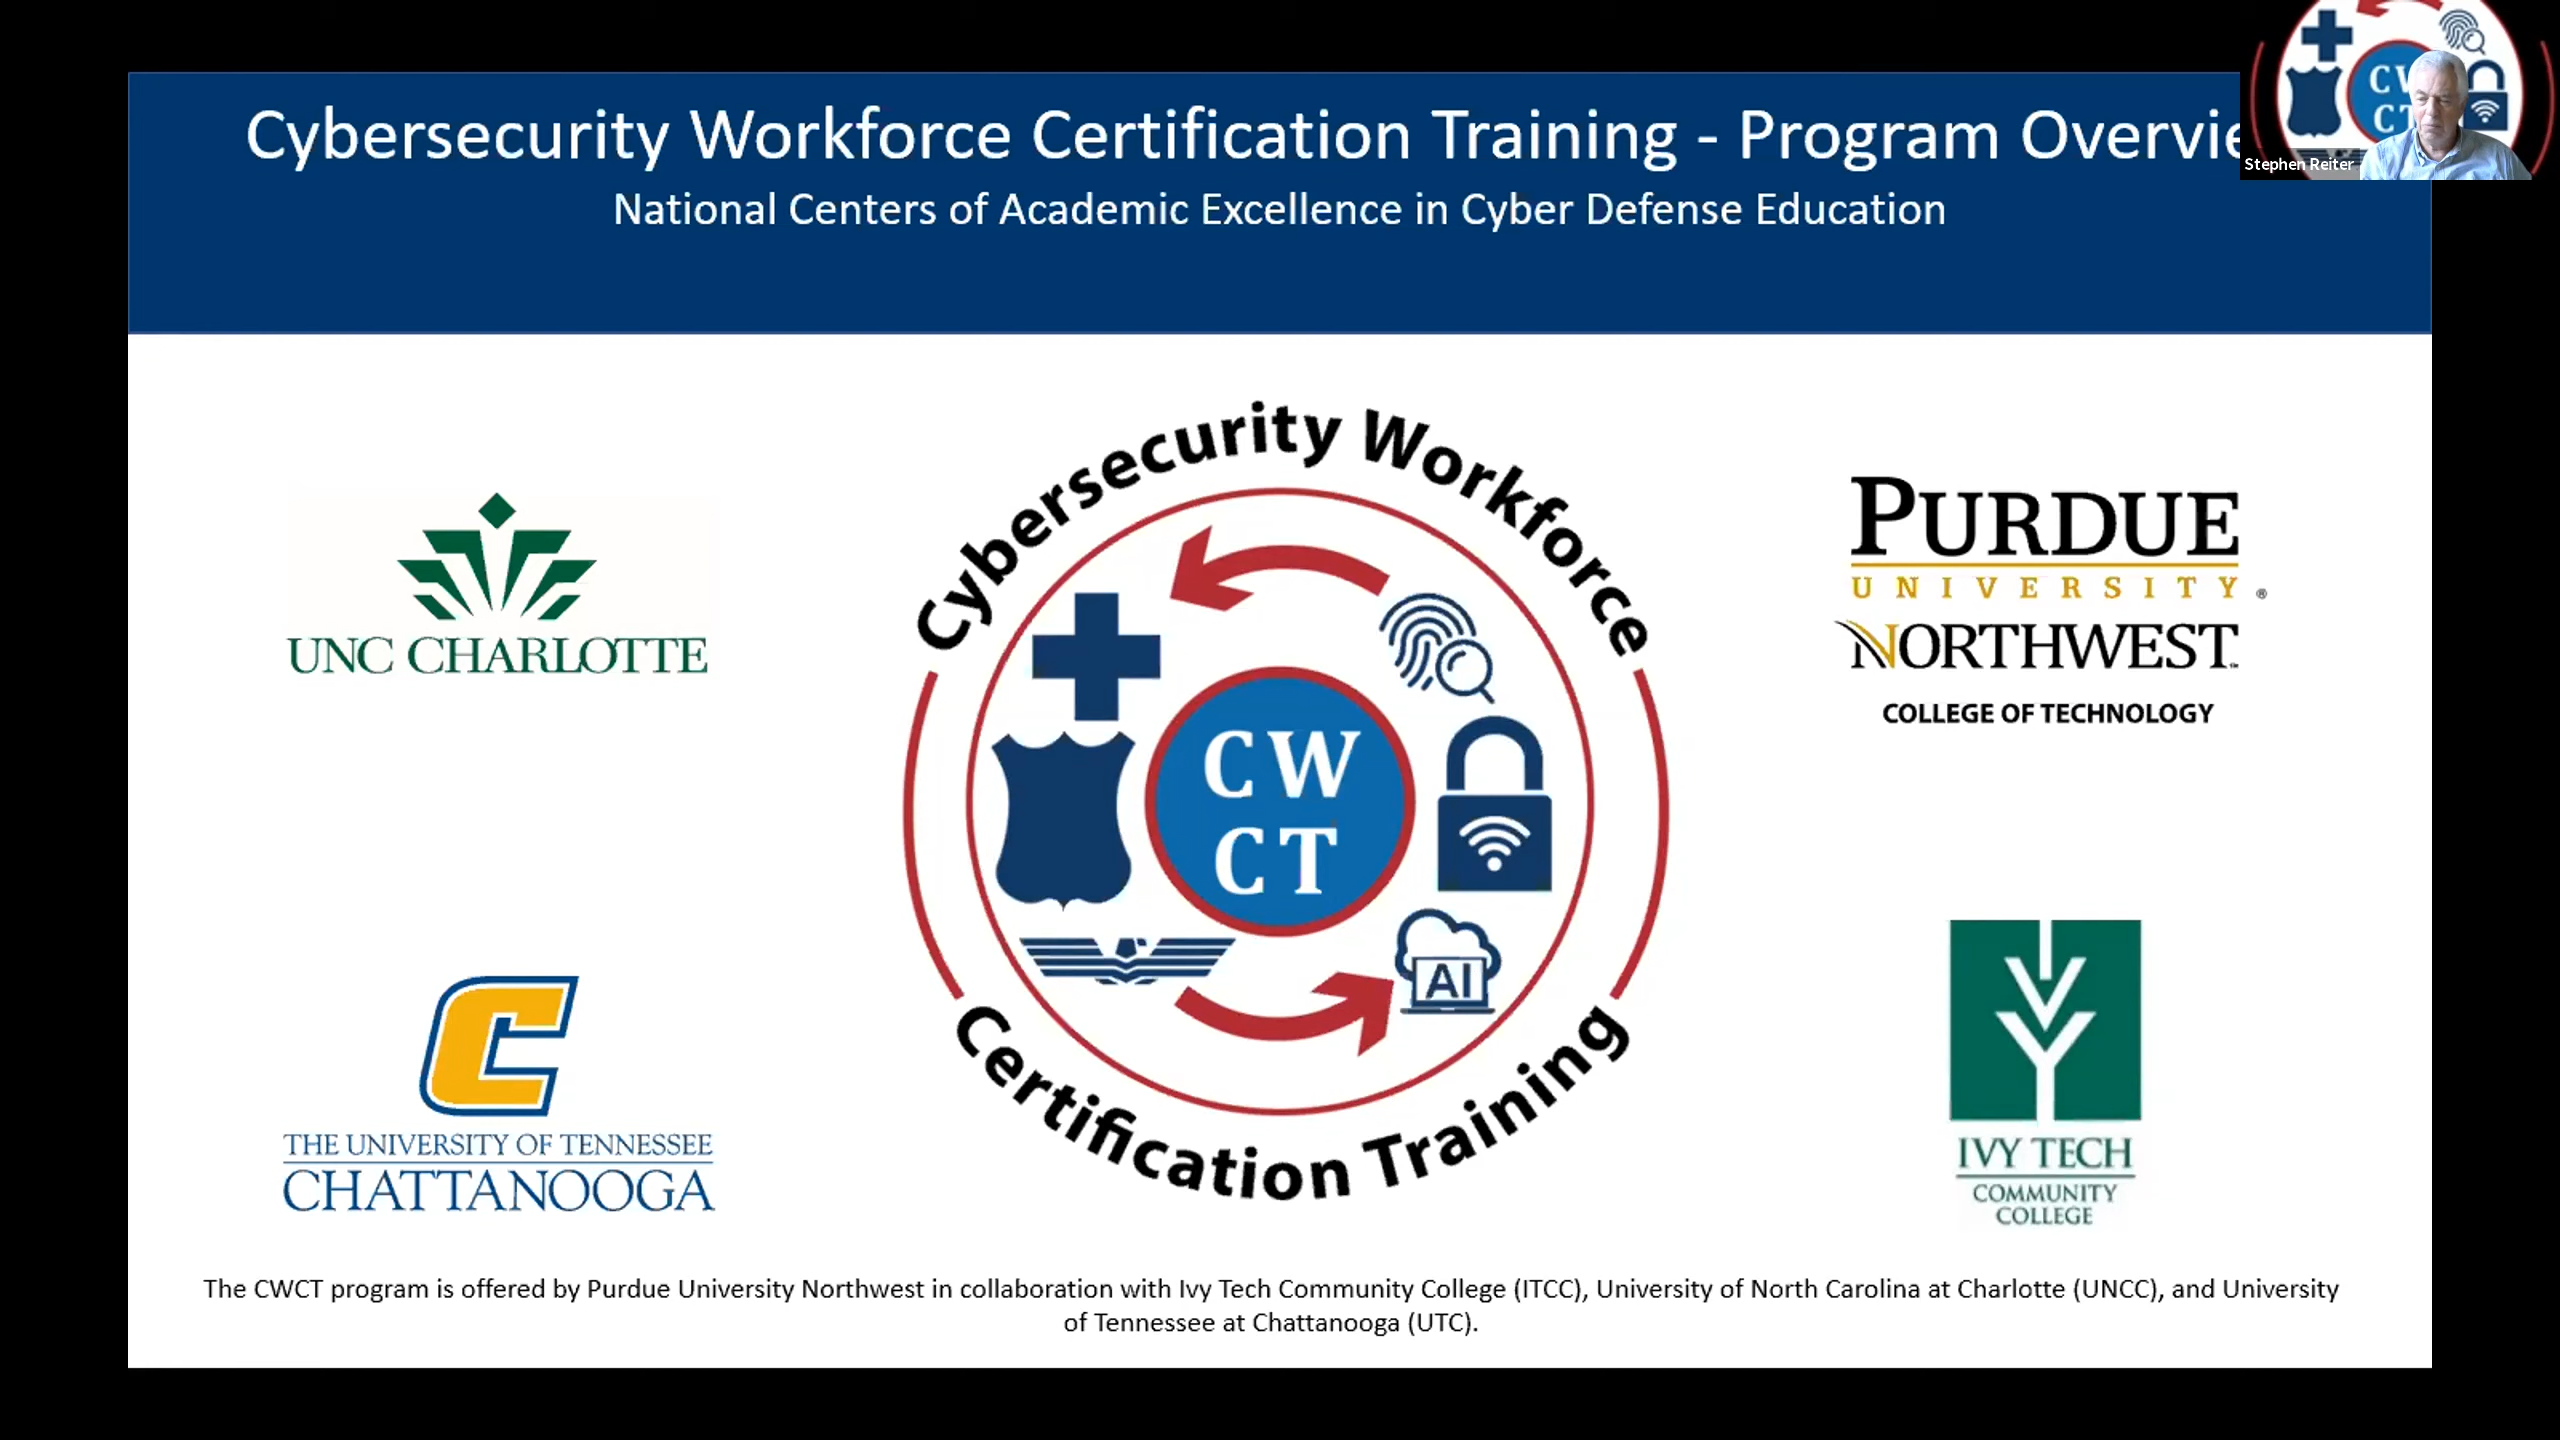 Cybersecurity Workforce Certification Training - Program Overvie
National Centers of Academic Excellence in Cyber Defense Education
Stephen Reiter
UNC CHARLOTTE
Cybersecurity Workforce
CW
CT
AI
Certification Training
PURDUE
UNIVERSITY®
NORTHWEST™
COLLEGE OF TECHNOLOGY
THE UNIVERSITY OF TENNESSEE
CHATTANOOGA
IVY
IVY TECH
COMMUNITY
COLLEGE
The CWCT program is offered by Purdue University Northwest in collaboration with Ivy Tech Community College (ITCC), University of North Carolina at Charlotte (UNCC), and University
of Tennessee at Chattanooga (UTC).